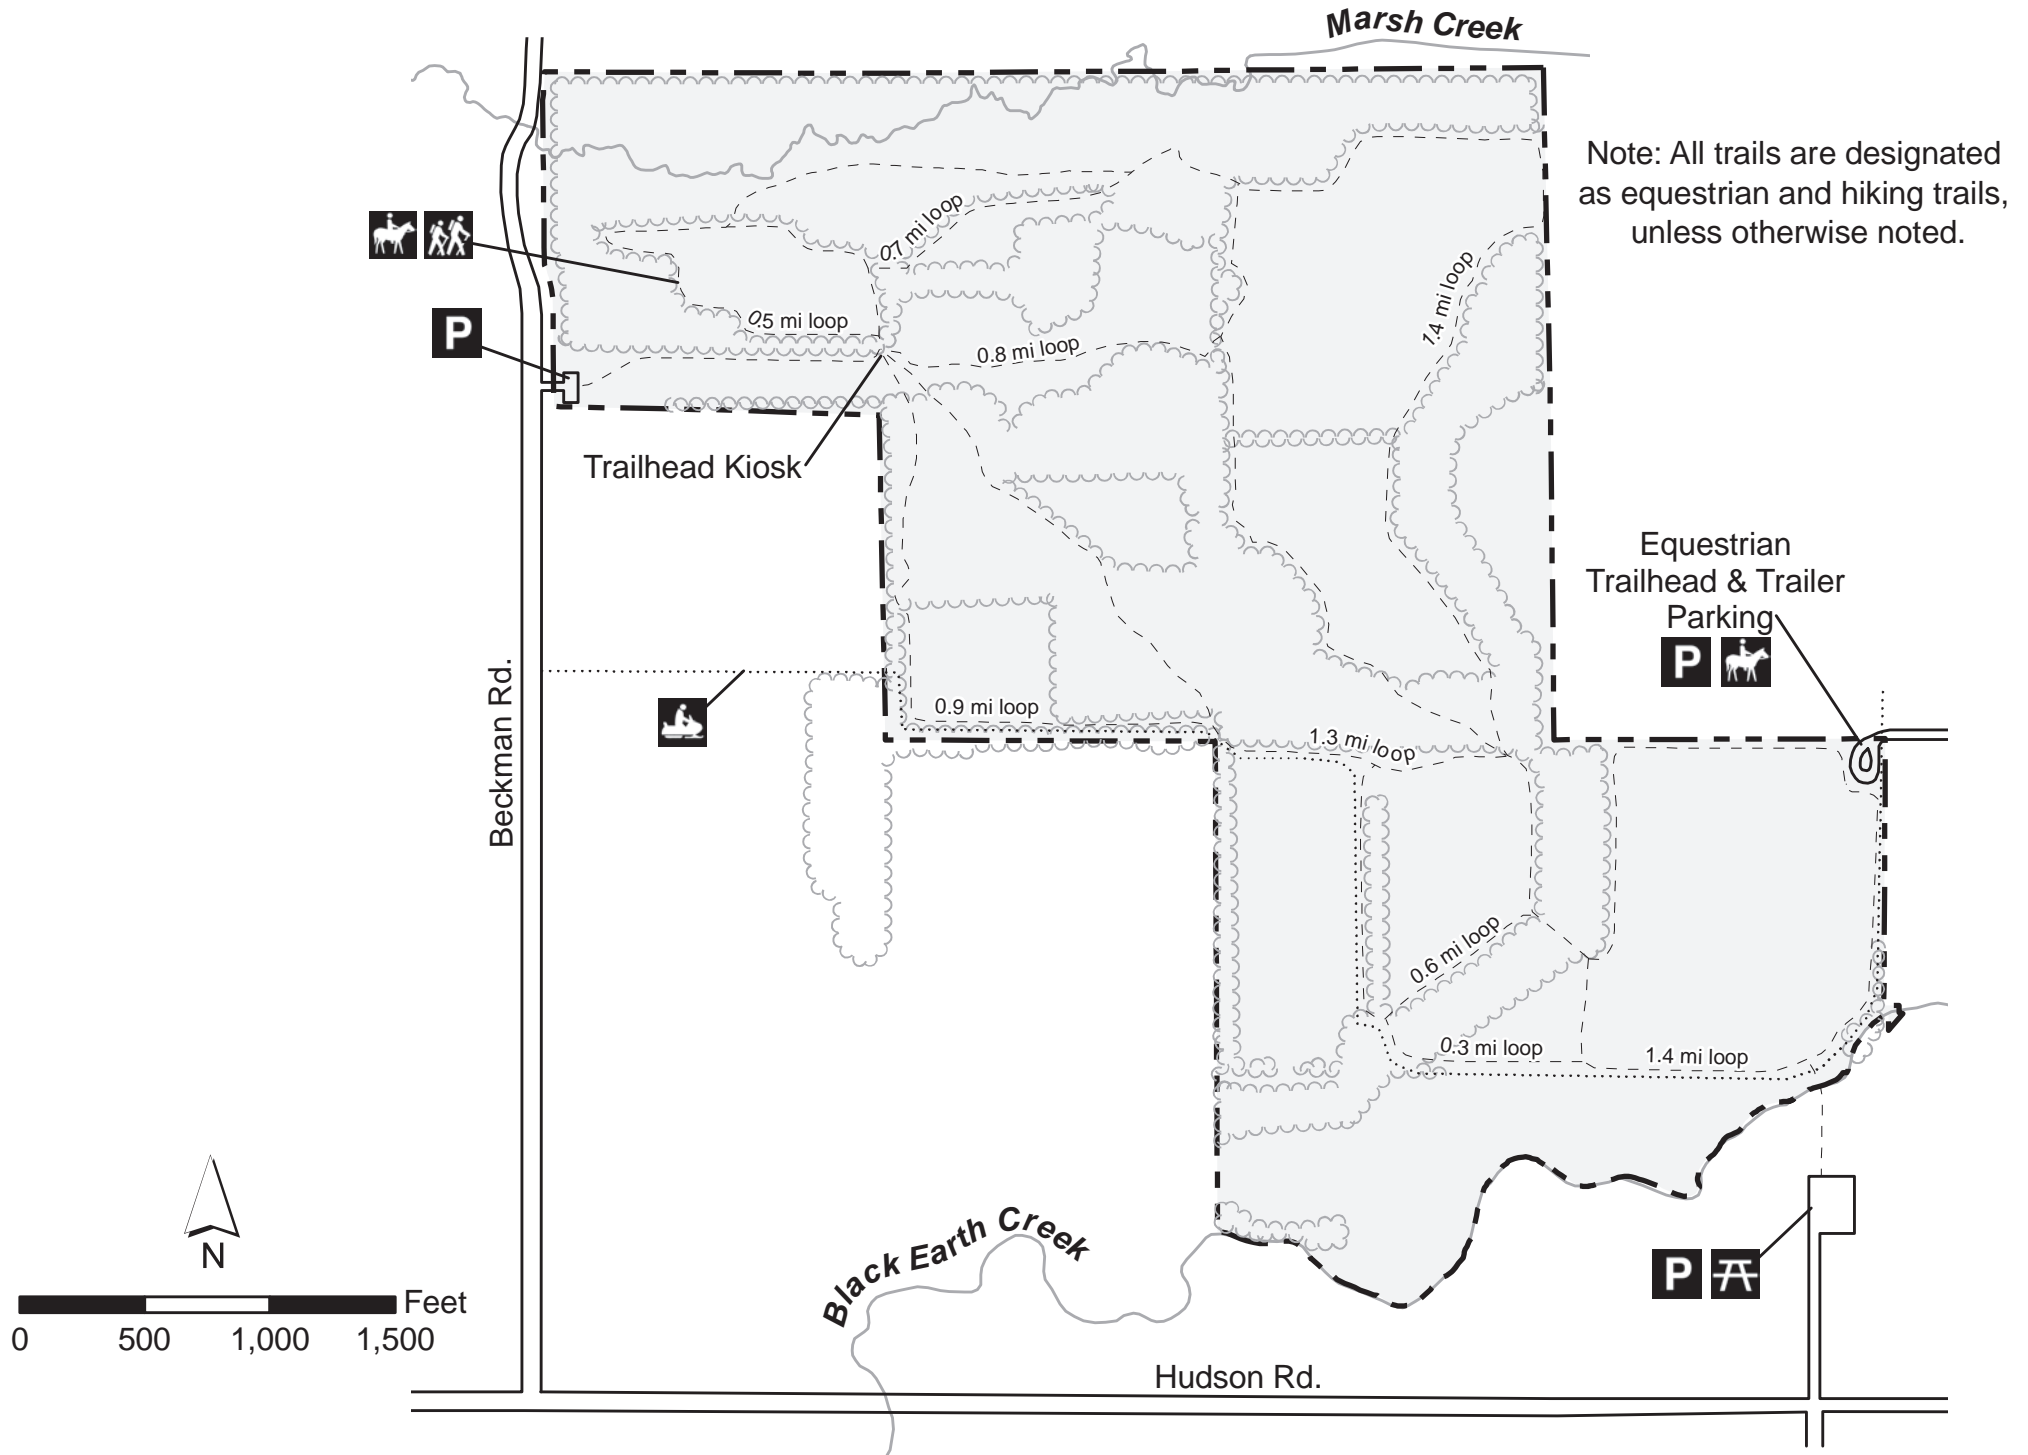 Marsh Creek
Note: All trails are designated
as equestrian and hiking trails,
unless otherwise noted.
0.7 mi loop
1.4 mi loop
P
0.5 mi loop
0.8 mi loop
Trailhead Kiosk
Equestrian
Trailhead & Trailer
Parking
P
Beckman Rd.
0.9 mi loop
1.3 mi loop
0.6 mi loop
0.3 mi loop
1.4 mi loop
N
Black Earth Creek
P
Feet
0 500 1,000 1,500
Hudson Rd.